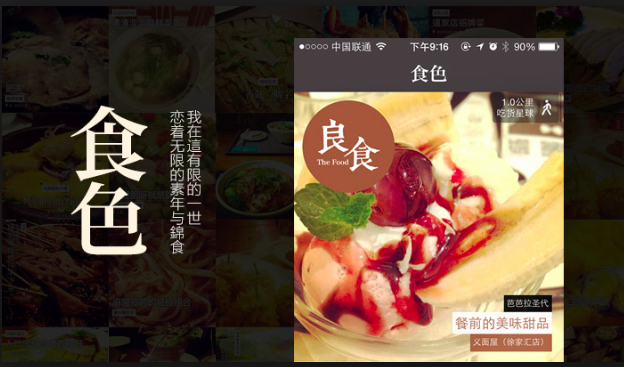 食色
我在這有限的一世
恋着无限的素年与錦食
中国联通
下午9:16
90%
食色
良食
The Food
1.0公里
吃货星球
芭芭拉圣代
餐前的美味甜品
义面屋（徐家汇店）